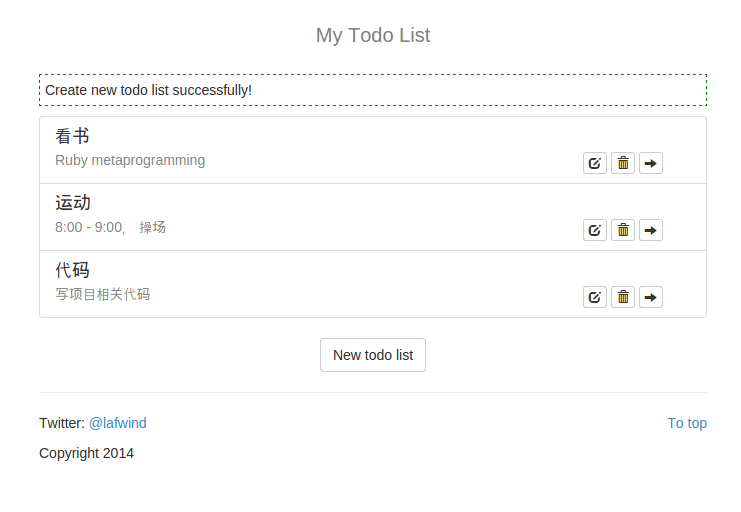 My Todo List
Create new todo list successfully!
看书
Ruby metaprogramming
运动
8:00 - 9:00， 操场
代码
写项目相关代码
New todo list
Twitter: @lafwind To top
Copyright 2014